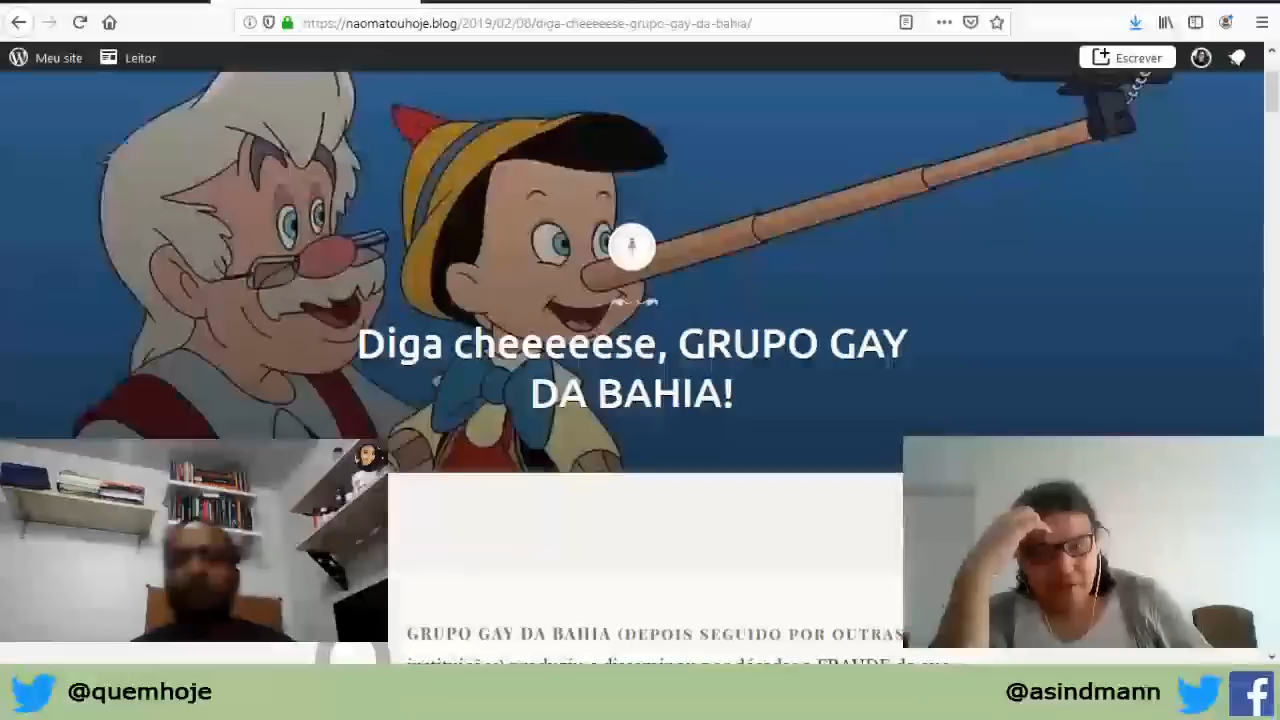 https://naomatouhoje.blog/2019/02/08/diga-cheeeeese-grupo-gay-da-bahia/
Meu site
Leitor
Escrever
Diga cheeeeese, GRUPO GAY
DA BAHIA!
GRUPO GAY DA BAHIA (DEPOIS SEGUIDO POR OUTRAS
@quemhoje
@asindmann